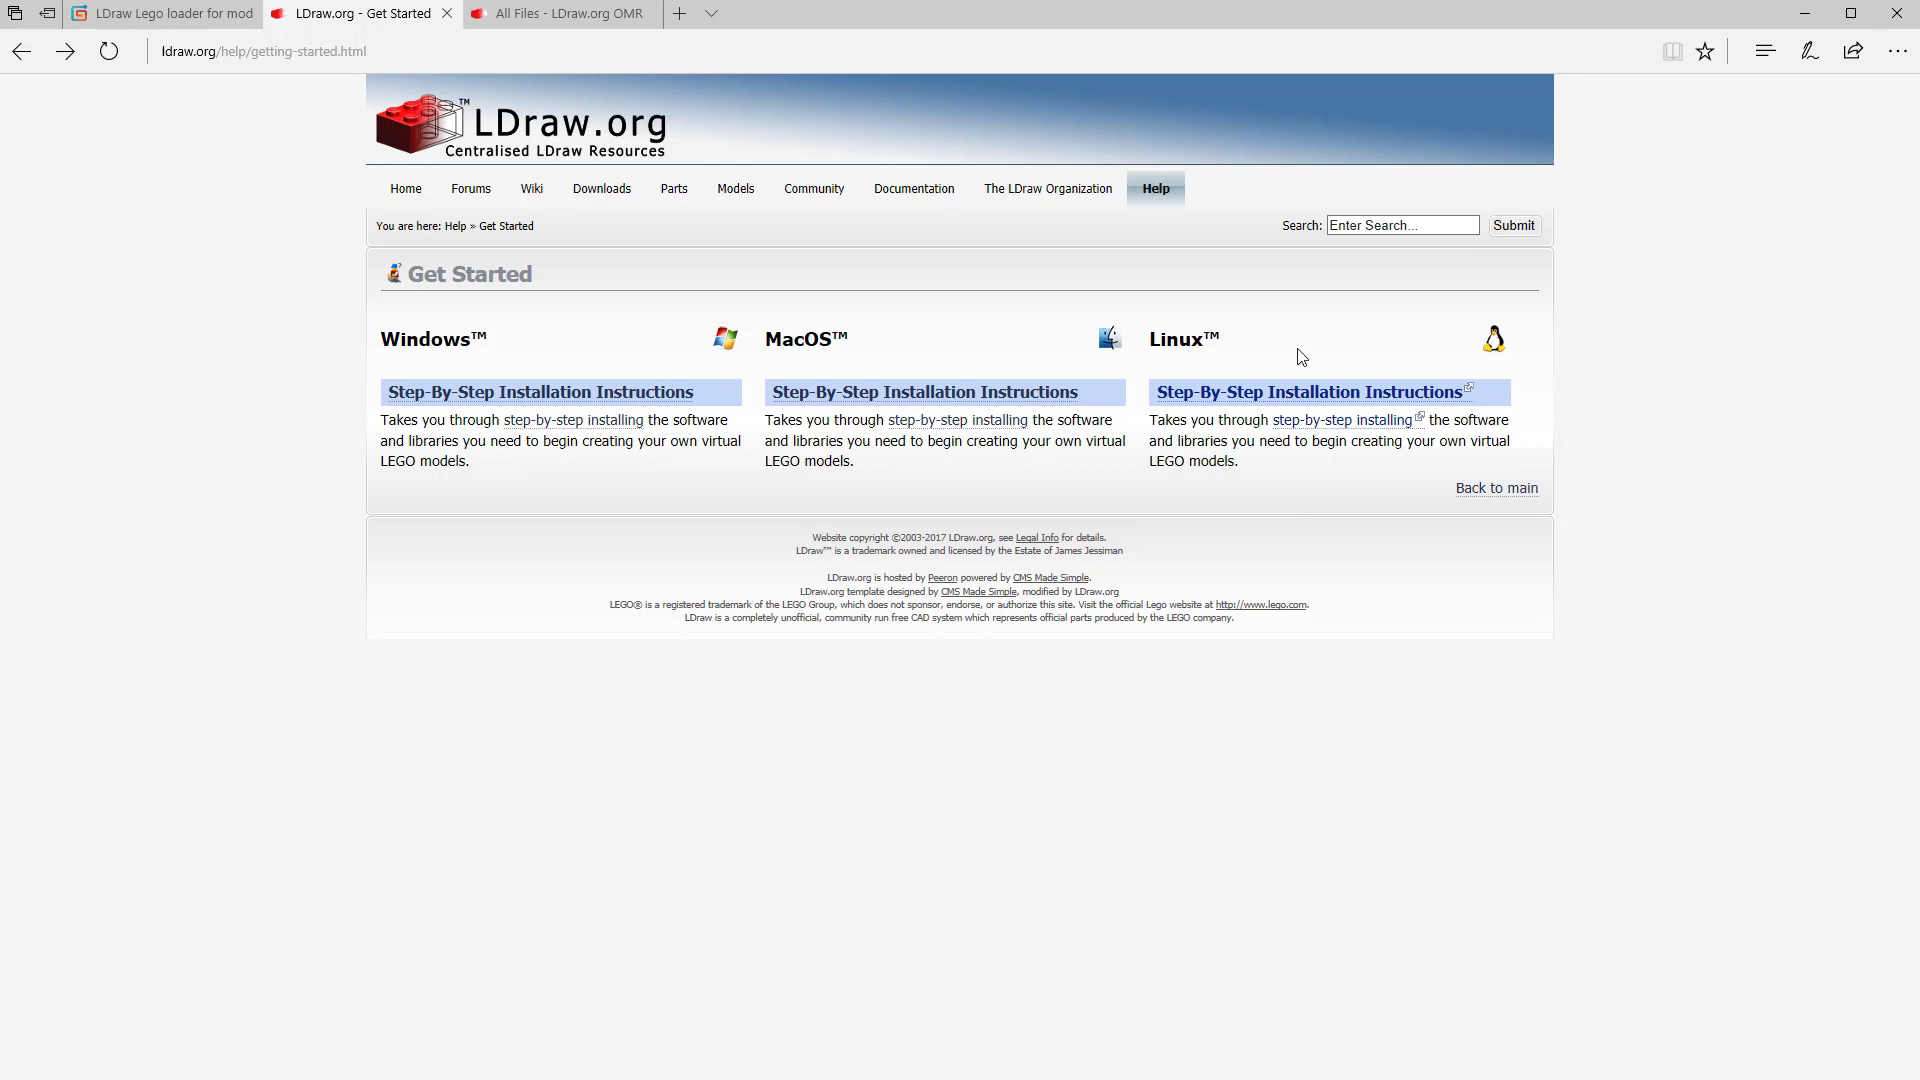 LDraw Lego loader for mod
LDraw.org - Get Started
All Files - LDraw.org OMR
ldraw.org/help/getting-started.html
LDraw.org™
Centralised LDraw Resources
Home Forums Wiki Downloads Parts Models Community Documentation The LDraw Organization Help
You are here: Help » Get Started
Search: Enter Search... Submit
Get Started
Windows™
Step-By-Step Installation Instructions
Takes you through step-by-step installing the software
and libraries you need to begin creating your own virtual
LEGO models.
MacOS™
Step-By-Step Installation Instructions
Takes you through step-by-step installing the software
and libraries you need to begin creating your own virtual
LEGO models.
Linux™
Step-By-Step Installation Instructions
Takes you through step-by-step installing the software
and libraries you need to begin creating your own virtual
LEGO models.
Back to main
Website copyright ©2003-2017 LDraw.org, see Legal Info for details.
LDraw™ is a trademark owned and licensed by the Estate of James Jessiman
LDraw.org is hosted by Peeron powered by CMS Made Simple.
LDraw.org template designed by CMS Made Simple, modified by LDraw.org
LEGO® is a registered trademark of the LEGO Group, which does not sponsor, endorse, or authorize this site. Visit the official Lego website at http://www.lego.com.
LDraw is a completely unofficial, community run free CAD system which represents official parts produced by the LEGO company.